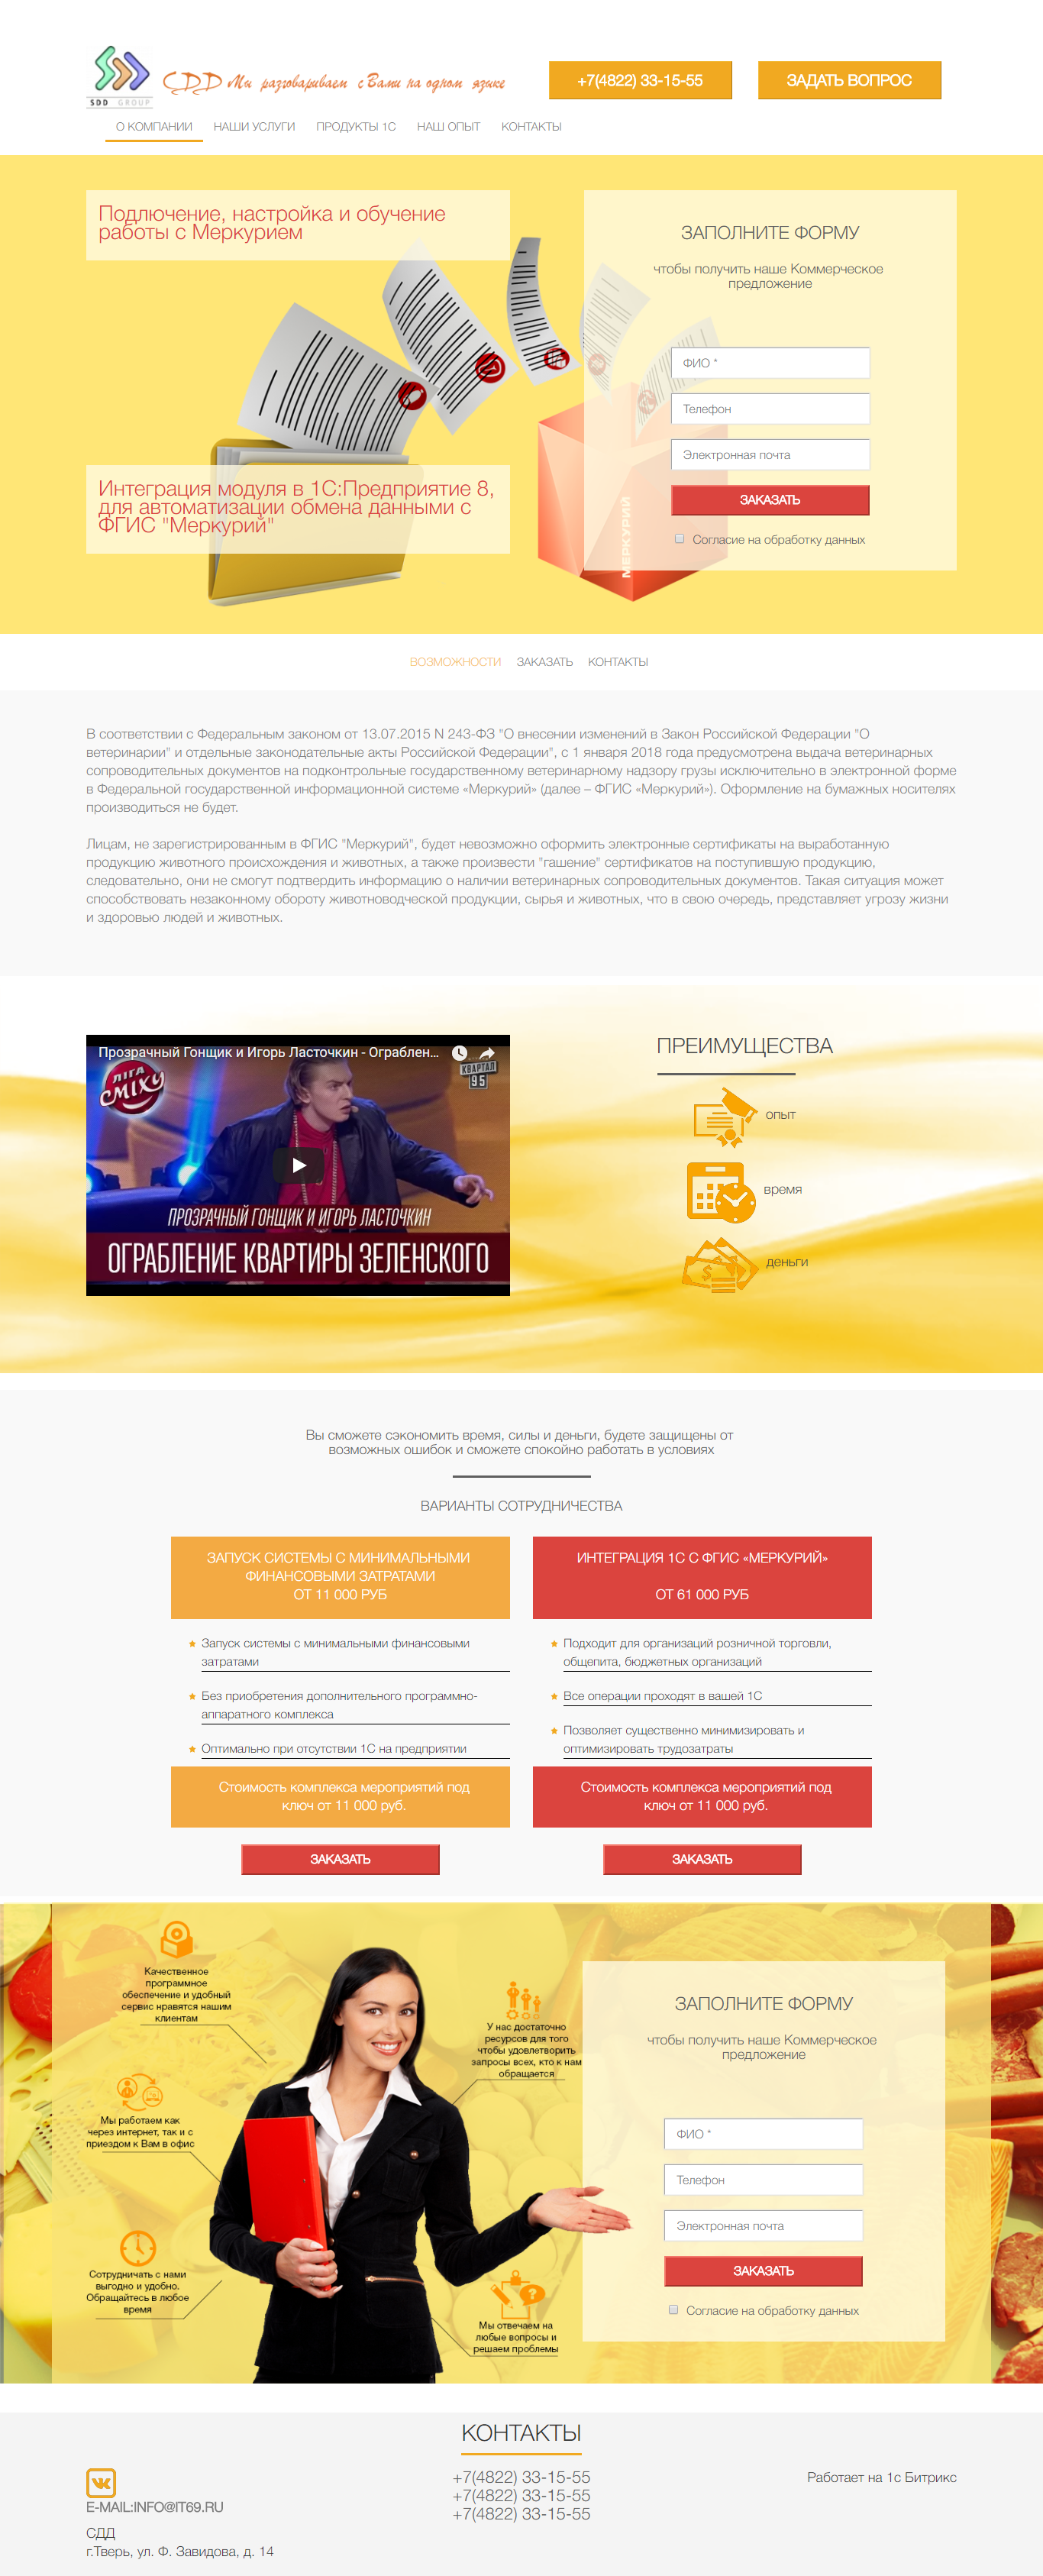 SDD GROUP
СДД Мы разговариваем с Вами на одном языке
+7(4822) 33-15-55
ЗАДАТЬ ВОПРОС
О КОМПАНИИ НАШИ УСЛУГИ ПРОДУКТЫ 1С НАШ ОПЫТ КОНТАКТЫ
Подлючение, настройка и обучение
работы с Меркурием
Интеграция модуля в 1С:Предприятие 8,
для автоматизации обмена данными с
ФГИС "Меркурий"
МЕРКУРИЙ
ЗАПОЛНИТЕ ФОРМУ
чтобы получить наше Коммерческое
предложение
ФИО *
Телефон
Электронная почта
ЗАКАЗАТЬ
Согласие на обработку данных
ВОЗМОЖНОСТИ ЗАКАЗАТЬ КОНТАКТЫ
В соответствии с Федеральным законом от 13.07.2015 N 243-ФЗ "О внесении изменений в Закон Российской Федерации "О
ветеринарии" и отдельные законодательные акты Российской Федерации", с 1 января 2018 года предусмотрена выдача ветеринарных
сопроводительных документов на подконтрольные государственному ветеринарному надзору грузы исключительно в электронной форме
в Федеральной государственной информационной системе «Меркурий» (далее – ФГИС «Меркурий»). Оформление на бумажных носителях
производиться не будет.
Лицам, не зарегистрированным в ФГИС "Меркурий", будет невозможно оформить электронные сертификаты на выработанную
продукцию животного происхождения и животных, а также произвести "гашение" сертификатов на поступившую продукцию,
следовательно, они не смогут подтвердить информацию о наличии ветеринарных сопроводительных документов. Такая ситуация может
способствовать незаконному обороту животноводческой продукции, сырья и животных, что в свою очередь, представляет угрозу жизни
и здоровью людей и животных.
Прозрачный Гонщик и Игорь Ласточкин - Ограблен...
ЛІГА СМІХУ
КВАРТАЛ 95
ПРОЗРАЧНЫЙ ГОНЩИК И ИГОРЬ ЛАСТОЧКИН
ОГРАБЛЕНИЕ КВАРТИРЫ ЗЕЛЕНСКОГО
ПРЕИМУЩЕСТВА
опыт
время
деньги
Вы сможете сэкономить время, силы и деньги, будете защищены от
возможных ошибок и сможете спокойно работать в условиях
ВАРИАНТЫ СОТРУДНИЧЕСТВА
ЗАПУСК СИСТЕМЫ С МИНИМАЛЬНЫМИ
ФИНАНСОВЫМИ ЗАТРАТАМИ
ОТ 11 000 РУБ
Запуск системы с минимальными финансовыми
затратами
Без приобретения дополнительного программно-
аппаратного комплекса
Оптимально при отсутствии 1С на предприятии
Стоимость комплекса мероприятий под
ключ от 11 000 руб.
ЗАКАЗАТЬ
ИНТЕГРАЦИЯ 1С С ФГИС «МЕРКУРИЙ»
ОТ 61 000 РУБ
Подходит для организаций розничной торговли,
общепита, бюджетных организаций
Все операции проходят в вашей 1С
Позволяет существенно минимизировать и
оптимизировать трудозатраты
Стоимость комплекса мероприятий под
ключ от 11 000 руб.
ЗАКАЗАТЬ
Качественное
программное
обеспечение и удобный
сервис нравятся нашим
клиентам
Мы работаем как
через интернет, так и с
приездом к Вам в офис
Сотрудничать с нами
выгодно и удобно.
Обращайтесь в любое
время
У нас достаточно
ресурсов для того
чтобы удовлетворить
запросы всех, кто к нам
обращается
Мы отвечаем на
любые вопросы и
решаем проблемы
ЗАПОЛНИТЕ ФОРМУ
чтобы получить наше Коммерческое
предложение
ФИО *
Телефон
Электронная почта
ЗАКАЗАТЬ
Согласие на обработку данных
КОНТАКТЫ
E-MAIL:INFO@IT69.RU
СДД
г.Тверь, ул. Ф. Завидова, д. 14
+7(4822) 33-15-55
+7(4822) 33-15-55
+7(4822) 33-15-55
Работает на 1с Битрикс